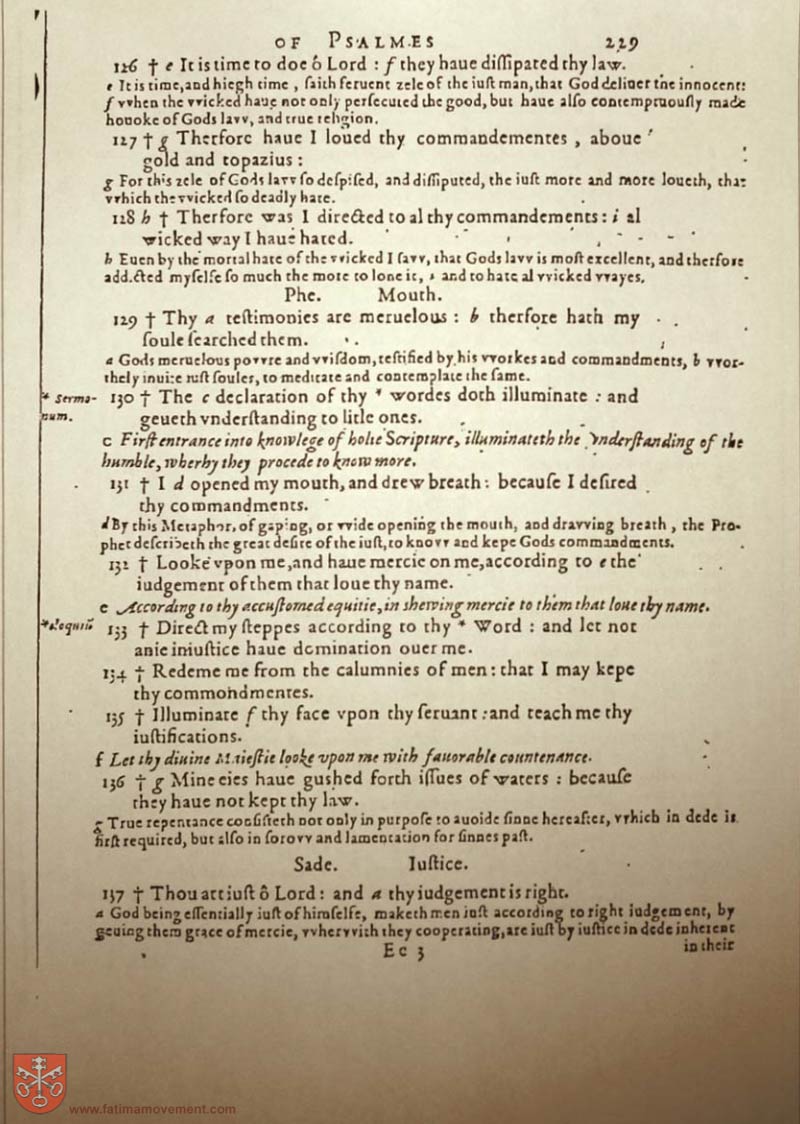 OF PSALMES 229
126 † e It is time to doe ô Lord : f they haue diſſipated thy law.
e It is time, and hiegh time , ſaith feruent zele of the iuſt man, that God deliuer the innocent:
f vvhen the vvicked haue not only perſecuted the good, but haue alſo contemptuouſly made
hououke of Gods lavv, and true religion.
127 † g Therfore haue I loued thy commandementes , aboue
gold and topazius :
g For this zele of Gods lavv ſo deſpiſed, and diſſiputed, the iuſt more and more loueth, that
vvhich the vvicked ſo deadly hate.
128 h † Therfore was I directed to al thy commandements : i al
wicked way I haue hated.
h Euen by the mortal hate of the vvicked I ſavv, that Gods lavv is moſt excellent, and therfore
addicted myſelfe ſo much the more to loue it, i and to hate al vvicked vvayes.
Phe. Mouth.
129 † Thy a teſtimonies are meruelous : b therfore hath my
ſoule ſearched them.
a Gods meruelous povvre and vviſdom, teſtified by his vvorkes and commandments, b vvor-
thely inuite iuſt ſoules, to meditate and contemplate the ſame.
* ſermo- 130 † The c declaration of thy * wordes doth illuminate : and
num. geueth vnderſtanding to litle ones.
c Firſt entrance into knowlege of holie Scripture, illuminateth the vnderſtanding of the
humble, wherby they procede to know more.
131 † I d opened my mouth, and drew breath : becauſe I deſired
thy commandments.
d By this Metaphor, of gaping, or vvide opening the mouth, and dravving breath , the Pro-
phet deſcribeth the great deſire of the iuſt, to knovv and kepe Gods commandments.
132 † Looke vpon me, and haue mercie on me, according to e the
iudgement of them that loue thy name.
e According to thy accuſtomed equitie, in shewing mercie to them that loue thy name.
* eloquiũ 133 † Direct my ſteppes according to thy * Word : and let not
anie iniuſtice haue domination ouer me.
134 † Redeme me from the calumnies of men : that I may kepe
thy commondmentes.
135 † Illuminate f thy face vpon thy ſeruant : and teach me thy
iuſtifications.
f Let thy diuine Maieſtie looke vpon me with fauorable countenance.
136 † g Mine eies haue gushed forth iſſues of waters : becauſe
they haue not kept thy law.
g True repentance conſiſteth not only in purpoſe to auoide ſinne hereafter, vvhich in dede is
firſt required, but alſo in ſorovv and lamentation for ſinnes paſt.
Sade. Iuſtice.
137 † Thou art iuſt ô Lord : and a thy iudgement is right.
a God being eſſentially iuſt of himſelfe, maketh men iuſt according to right iudgement, by
geuing them grace of mercie, vvhervvith they cooperating, are iuſt by iuſtice in dede inherent
Ee 3 in their
www.fatimamovement.com